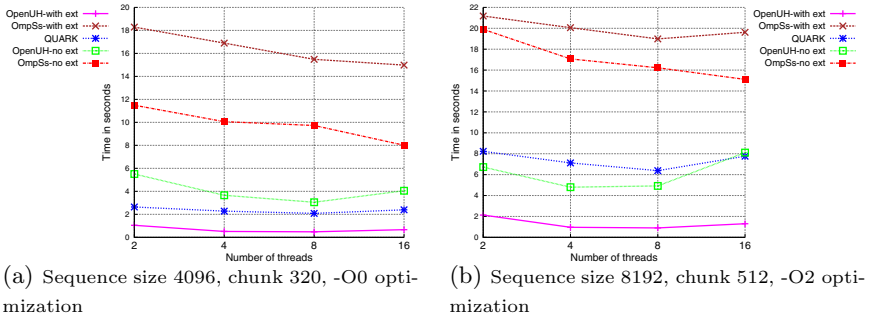 OpenUH-with ext
OmpSs-with ext
QUARK
OpenUH-no ext
OmpSs-no ext
Time in seconds
20
18
16
14
12
10
8
6
4
2
0
2
4
8
16
Number of threads
(a) Sequence size 4096, chunk 320, -O0 opti-
mization
OpenUH-with ext
OmpSs-with ext
QUARK
OpenUH-no ext
OmpSs-no ext
Time in seconds
22
20
18
16
14
12
10
8
6
4
2
0
2
4
8
16
Number of threads
(b) Sequence size 8192, chunk 512, -O2 opti-
mization